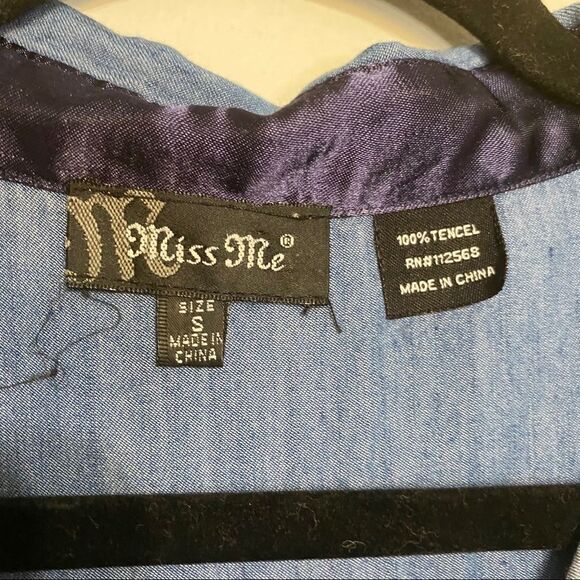 Miss Me®
SIZE
S
MADE IN
CHINA
100% TENCEL
RN#112568
MADE IN CHINA